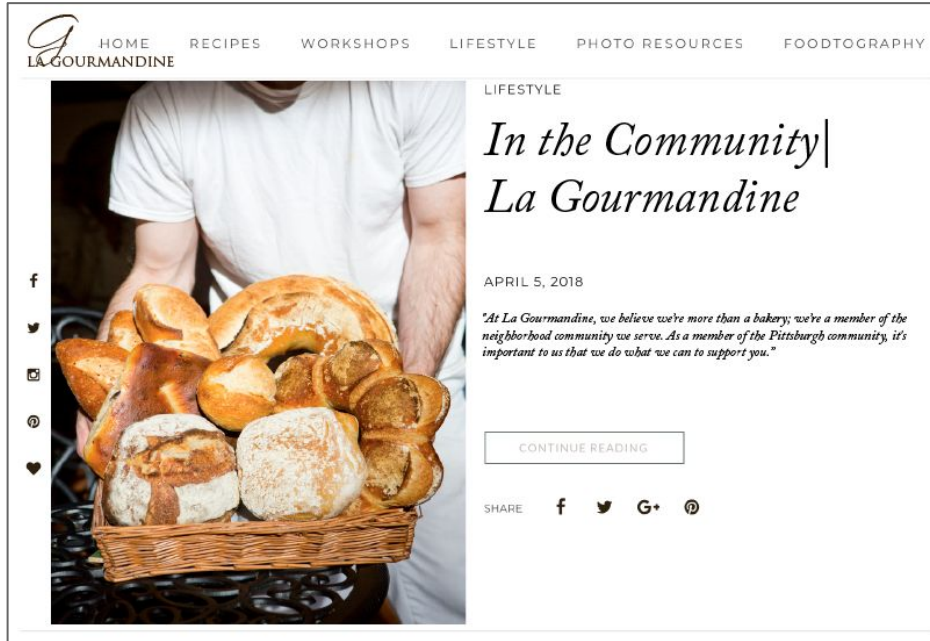 G
LA GOURMANDINE
HOME RECIPES WORKSHOPS LIFESTYLE PHOTO RESOURCES FOODTOGRAPHY
LIFESTYLE
In the Community|
La Gourmandine
APRIL 5, 2018
"At La Gourmandine, we believe we're more than a bakery; we're a member of the
neighborhood community we serve. As a member of the Pittsburgh community, it's
important to us that we do what we can to support you."
CONTINUE READING
SHARE f G+